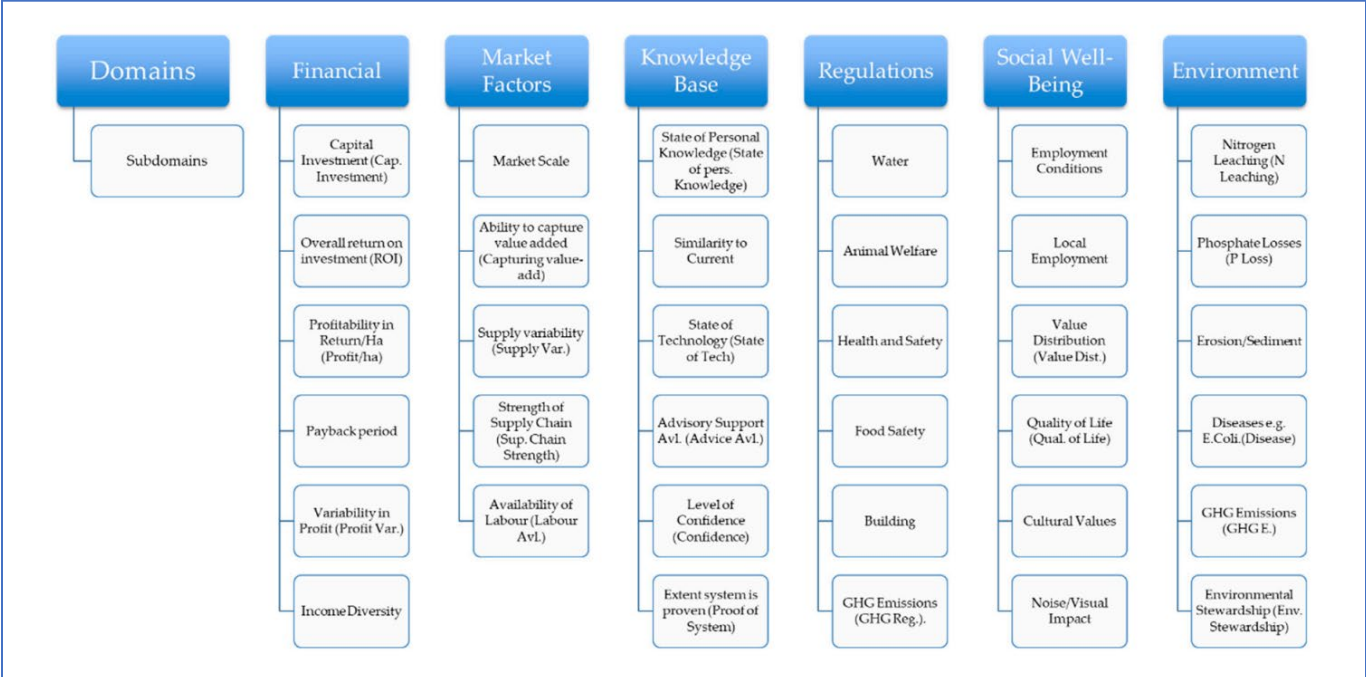 Domains
Subdomains
Financial
Capital
Investment (Cap.
Investment)
Overall return on
investment (ROI)
Profitability in
Return/Ha
(Profit/ha)
Payback period
Variability in
Profit (Profit Var.)
Income Diversity
Market
Factors
Market Scale
Ability to capture
value added
(Capturing value-
add)
Supply variability
(Supply Var.)
Strength of
Supply Chain
(Sup. Chain
Strength)
Availability of
Labour (Labour
Avl.)
Knowledge
Base
State of Personal
Knowledge (State
of pers.
Knowledge)
Similarity to
Current
State of
Technology (State
of Tech)
Advisory Support
Avl. (Advice Avl.)
Level of
Confidence
(Confidence)
Extent system is
proven (Proof of
System)
Regulations
Water
Animal Welfare
Health and Safety
Food Safety
Building
GHG Emissions
(GHG Reg.).
Social Well-
Being
Employment
Conditions
Local
Employment
Value
Distribution
(Value Dist.)
Quality of Life
(Qual. of Life)
Cultural Values
Noise/Visual
Impact
Environment
Nitrogen
Leaching (N
Leaching)
Phosphate Losses
(P Loss)
Erosion/Sediment
Diseases e.g.
E.Coli.(Disease)
GHG Emissions
(GHG E.)
Environmental
Stewardship (Env.
Stewardship)